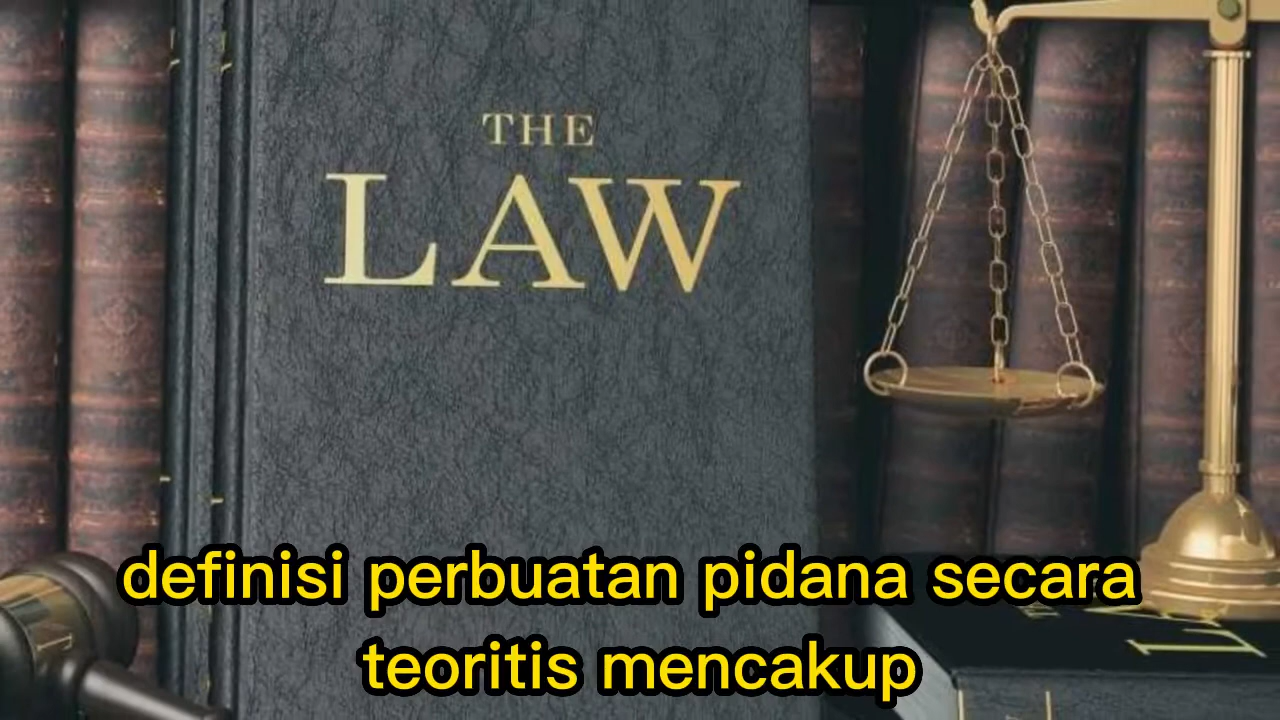 THE
LAW
definisi perbuatan pidana secara
teoritis mencakup